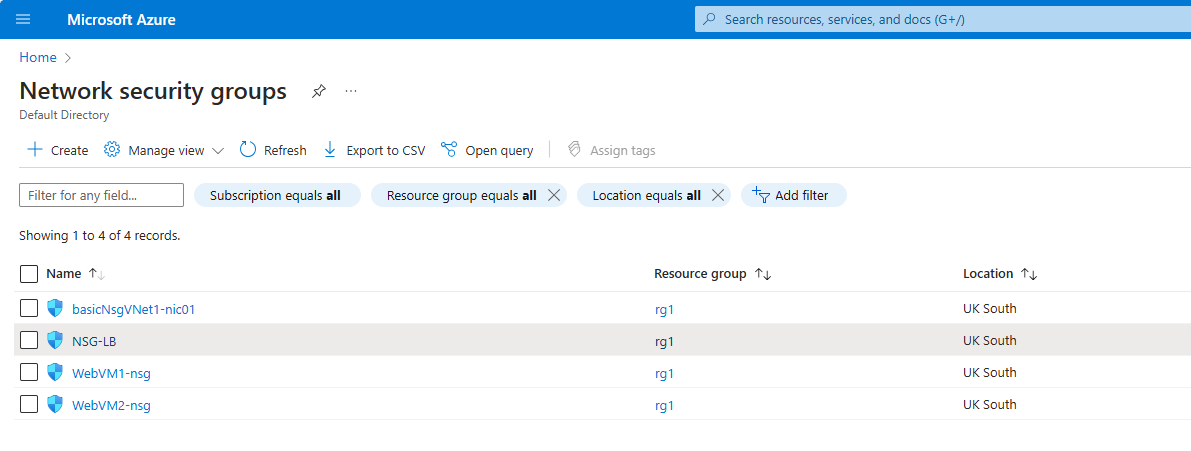 Microsoft Azure
Search resources, services, and docs (G+/)
Home
Network security groups
Default Directory
Create Manage view Refresh Export to CSV Open query Assign tags
Filter for any field... Subscription equals all Resource group equals all Location equals all Add filter
Showing 1 to 4 of 4 records.
Name Resource group Location
basicNsgVNet1-nic01 rg1 UK South
NSG-LB rg1 UK South
WebVM1-nsg rg1 UK South
WebVM2-nsg rg1 UK South